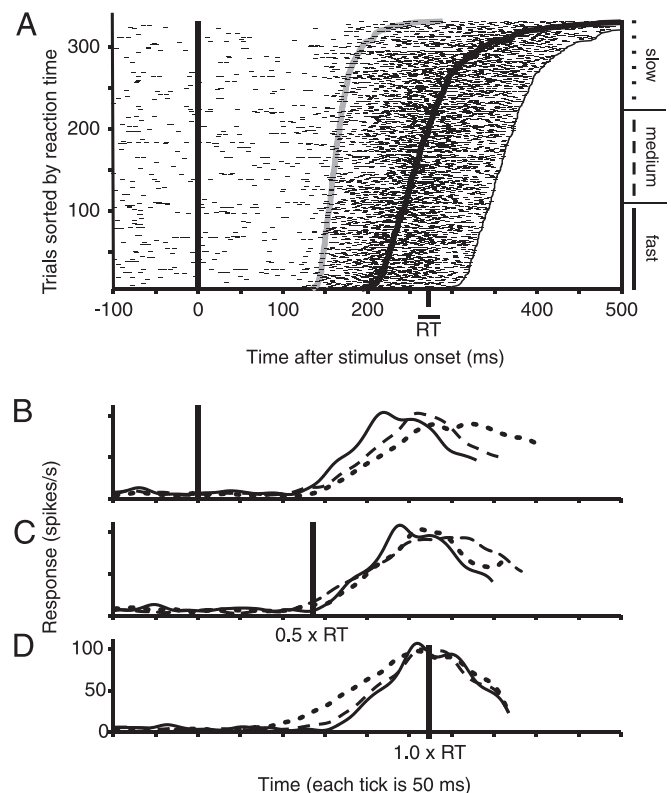 A
Trials sorted by reaction time
300
200
100
slow
medium
fast
-100 0 100 200 300 400 500
RT
Time after stimulus onset (ms)
B
C
Response (spikes/s)
0.5 x RT
D
100
50
0
1.0 x RT
Time (each tick is 50 ms)